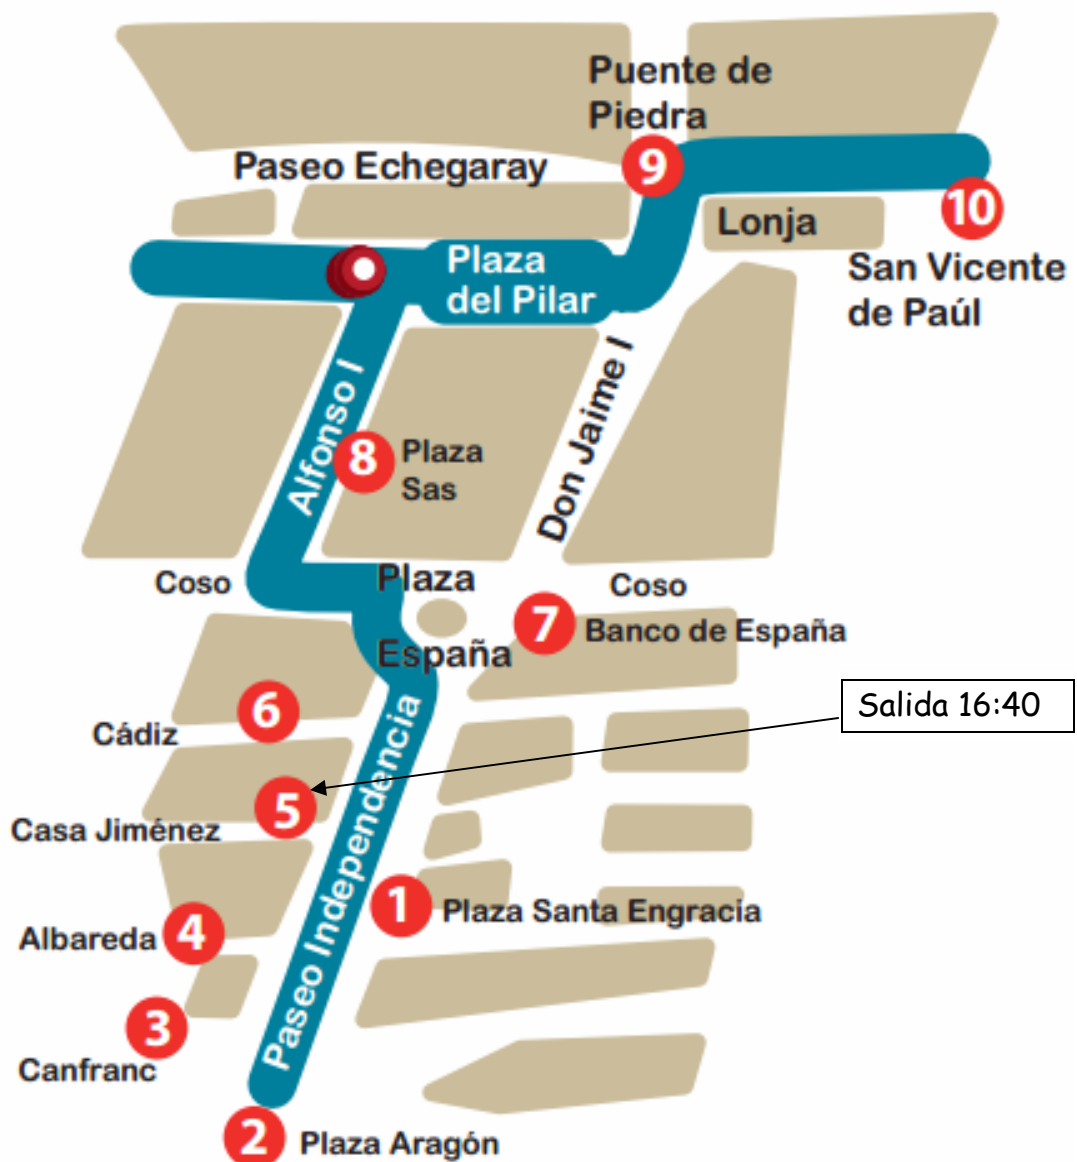 Puente de
Piedra
9
Paseo Echegaray
10
Lonja
San Vicente
de Paúl
Plaza
del Pilar
Alfonso I
Don Jaime I
8
Plaza
Sas
Coso
Plaza
España
Coso
7
Banco de España
Salida 16:40
6
Cádiz
5
Casa Jiménez
Paseo Independencia
1
Plaza Santa Engracia
Albareda
4
3
Canfranc
2
Plaza Aragón